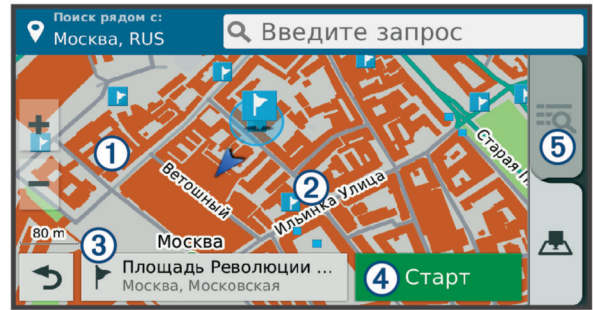 Поиск рядом с:
Москва, RUS
Введите запрос
+
1
−
Ветошный
2
Ильинка Улица
Старая
5
80 m
3
Москва
Площадь Революции ...
Москва, Московская
4
Старт